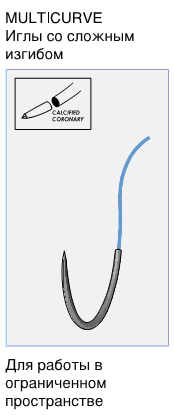 MULTICURVE
Иглы со сложным
изгибом
CALCIFIED
CORONARY
Для работы в
ограниченном
пространстве